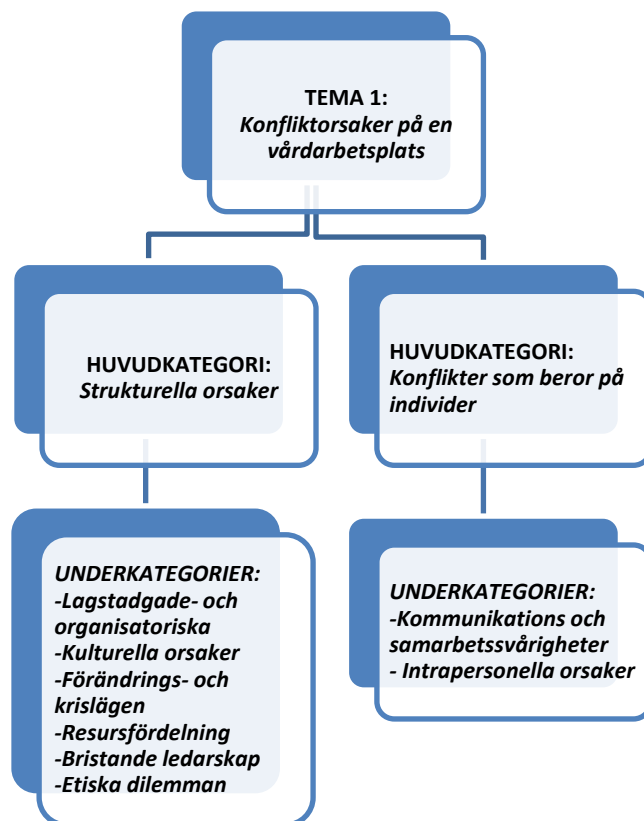 TEMA 1:
Konfliktorsaker på en
vårdarbetsplats
HUVUDKATEGORI:
Strukturella orsaker
HUVUDKATEGORI:
Konflikter som beror på
individer
UNDERKATEGORIER:
-Lagstadgade- och
organisatoriska
-Kulturella orsaker
-Förändrings- och
krislägen
-Resursfördelning
-Bristande ledarskap
-Etiska dilemman
UNDERKATEGORIER:
-Kommunikations och
samarbetssvårigheter
- Intrapersonella orsaker